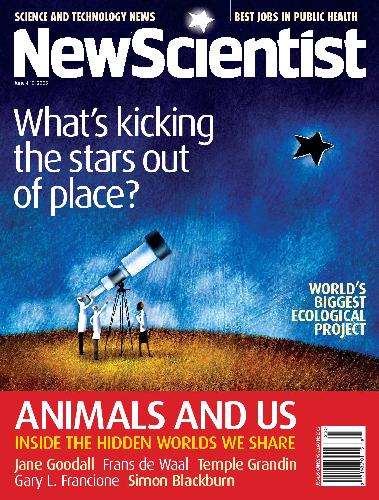 SCIENCE AND TECHNOLOGY NEWS
BEST JOBS IN PUBLIC HEALTH
NewScientist
What's kicking
the stars out
of place?
WORLD'S
BIGGEST
ECOLOGICAL
PROJECT
ANIMALS AND US
INSIDE THE HIDDEN WORLDS WE SHARE
Jane Goodall Frans de Waal Temple Grandin
Gary L. Francione Simon Blackburn